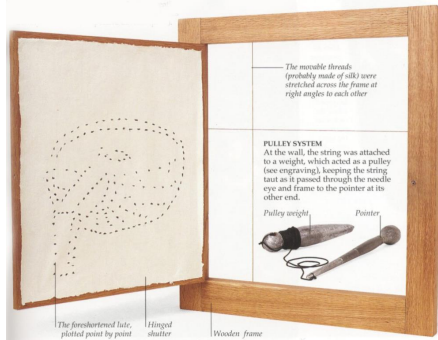 The movable threads
(probably made of silk) were
stretched across the frame at
right angles to each other
PULLEY SYSTEM
At the wall, the string was attached
to a weight, which acted as a pulley
(see engraving), keeping the string
taut as it passed through the needle
eye and frame to the pointer at its
other end.
Pulley weight
Pointer
The foreshortened lute,
plotted point by point
Hinged
shutter
Wooden frame